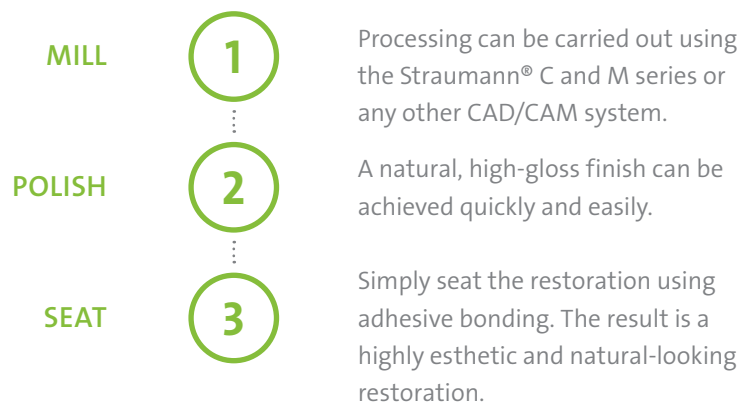 MILL
1
Processing can be carried out using
the Straumann® C and M series or
any other CAD/CAM system.
POLISH
2
A natural, high-gloss finish can be
achieved quickly and easily.
SEAT
3
Simply seat the restoration using
adhesive bonding. The result is a
highly esthetic and natural-looking
restoration.